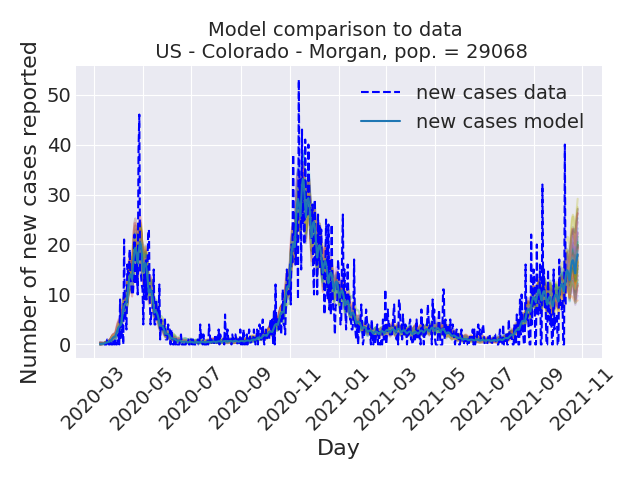 Model comparison to data
US - Colorado - Morgan, pop. = 29068
Number of new cases reported
50
40
30
20
10
0
new cases data
new cases model
2020-03
2020-05
2020-07
2020-09
2020-11
2021-01
2021-03
2021-05
2021-07
2021-09
2021-11
Day